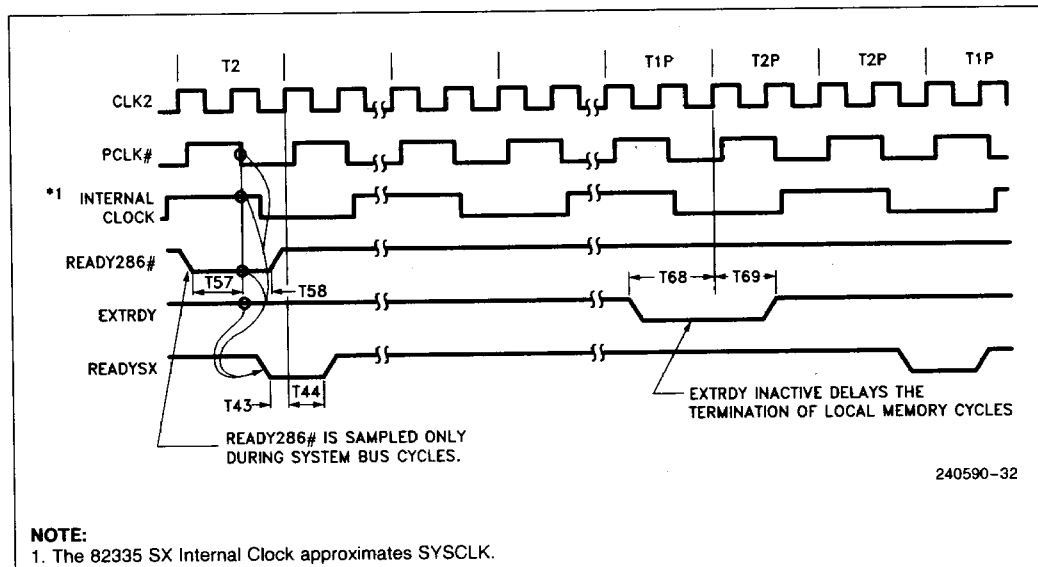 T2 T1P T2P T2P T1P
CLK2
PCLK#
*1 INTERNAL
CLOCK
READY286#
T57 T58 T68 T69
EXTRDY
READYSX
T43 T44
EXTRDY INACTIVE DELAYS THE
TERMINATION OF LOCAL MEMORY CYCLES
READY286# IS SAMPLED ONLY
DURING SYSTEM BUS CYCLES.
240590-32
NOTE:
1. The 82335 SX Internal Clock approximates SYSCLK.